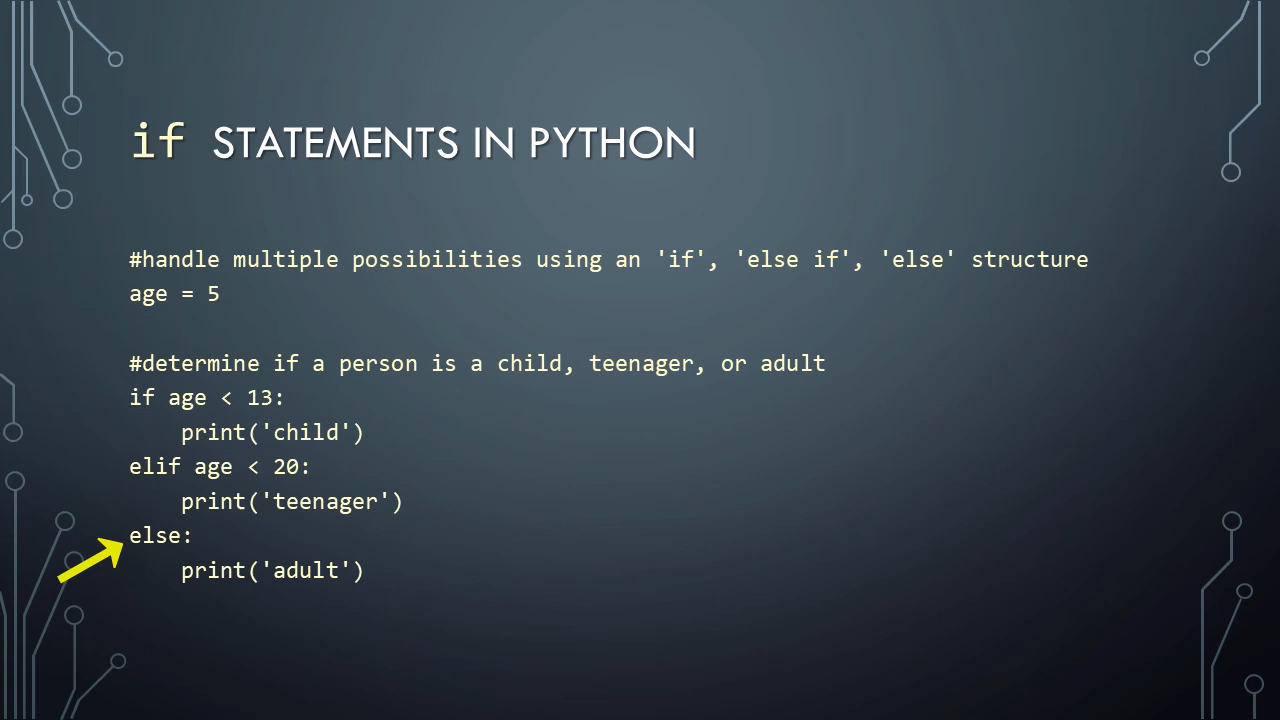 if STATEMENTS IN PYTHON
#handle multiple possibilities using an 'if', 'else if', 'else' structure
age = 5
#determine if a person is a child, teenager, or adult
if age < 13:
    print('child')
elif age < 20:
    print('teenager')
else:
    print('adult')